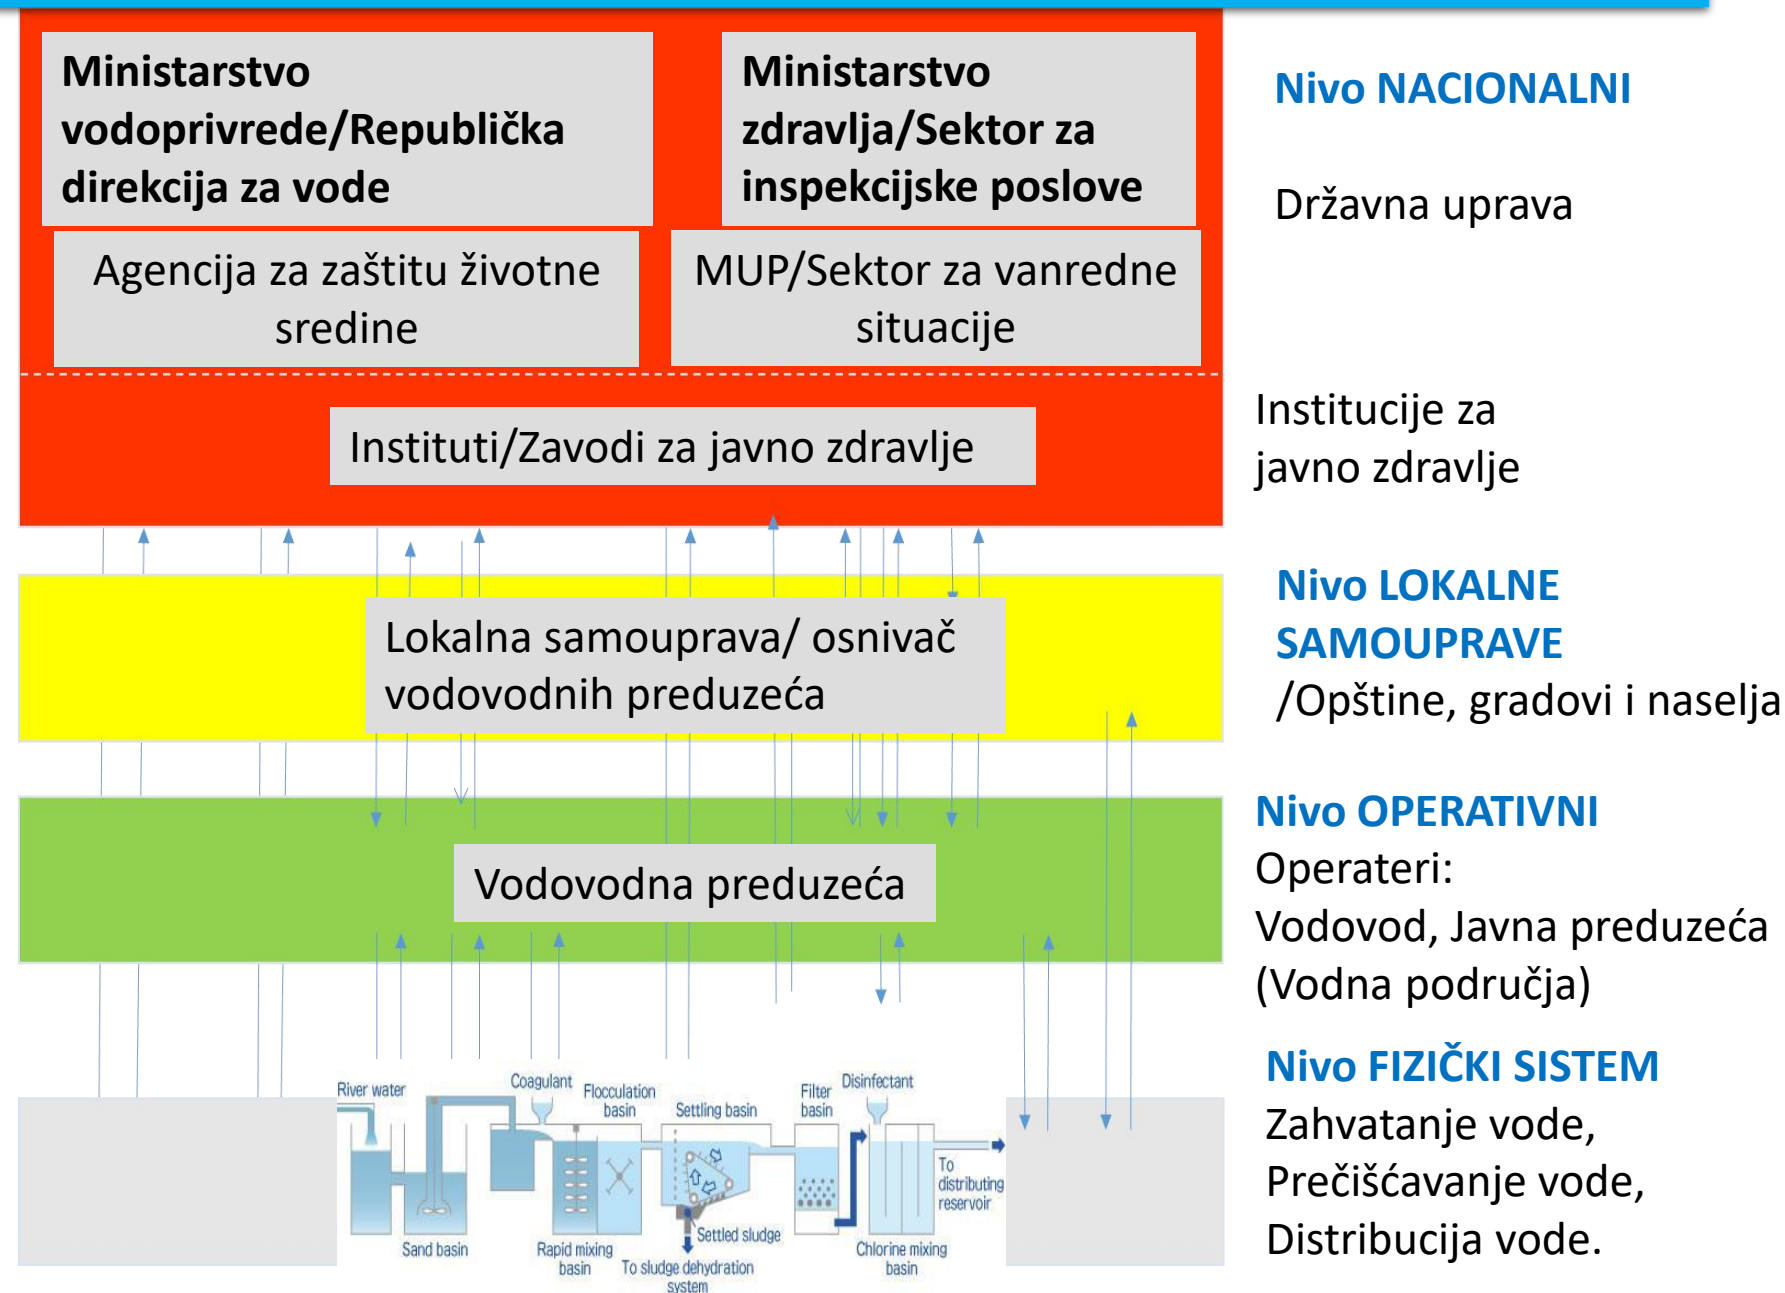 Ministarstvo
vodoprivrede/Republička
direkcija za vode
Ministarstvo
zdravlja/Sektor za
inspekcijske poslove
Nivo NACIONALNI
Državna uprava
Agencija za zaštitu životne
sredine
MUP/Sektor za vanredne
situacije
Instituti/Zavodi za javno zdravlje
Institucije za
javno zdravlje
Lokalna samouprava/ osnivač
vodovodnih preduzeća
Nivo LOKALNE
SAMOUPRAVE
/Opštine, gradovi i naselja
Vodovodna preduzeća
Nivo OPERATIVNI
Operateri:
Vodovod, Javna preduzeća
(Vodna područja)
Nivo FIZIČKI SISTEM
Zahvatanje vode,
Prečišćavanje vode,
Distribucija vode.
River water
Coagulant
Flocculation
basin
Settling basin
Filter
basin
Disinfectant
To
distributing
reservoir
Sand basin
Rapid mixing
basin
Settled sludge
To sludge dehydration
system
Chlorine mixing
basin